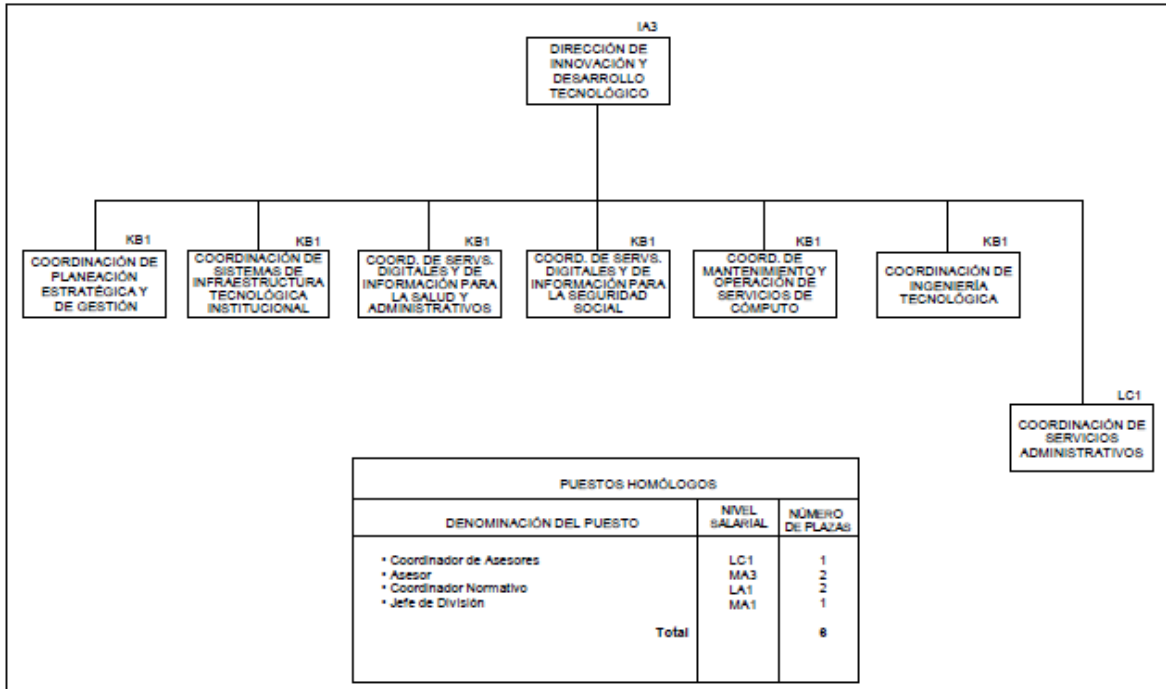 IA3
DIRECCIÓN DE
INNOVACIÓN Y
DESARROLLO
TECNOLÓGICO
KB1
COORDINACIÓN DE
PLANEACIÓN
ESTRATÉGICA Y
DE GESTIÓN
KB1
COORDINACIÓN DE
SISTEMAS DE
INFRAESTRUCTURA
TECNOLÓGICA
INSTITUCIONAL
KB1
COORD. DE SERVS.
DIGITALES Y DE
INFORMACIÓN PARA
LA SALUD Y
ADMINISTRATIVOS
KB1
COORD. DE SERVS.
DIGITALES Y DE
INFORMACIÓN PARA
LA SEGURIDAD
SOCIAL
KB1
COORD. DE
MANTENIMIENTO Y
OPERACIÓN DE
SERVICIOS DE
CÓMPUTO
KB1
COORDINACIÓN DE
INGENIERÍA
TECNOLÓGICA
LC1
COORDINACIÓN DE
SERVICIOS
ADMINISTRATIVOS
PUESTOS HOMÓLOGOS
DENOMINACIÓN DEL PUESTO
NIVEL
SALARIAL
NÚMERO
DE PLAZAS
• Coordinador de Asesores LC1 1
• Asesor MA3 2
• Coordinador Normativo LA1 2
• Jefe de División MA1 1
Total 6